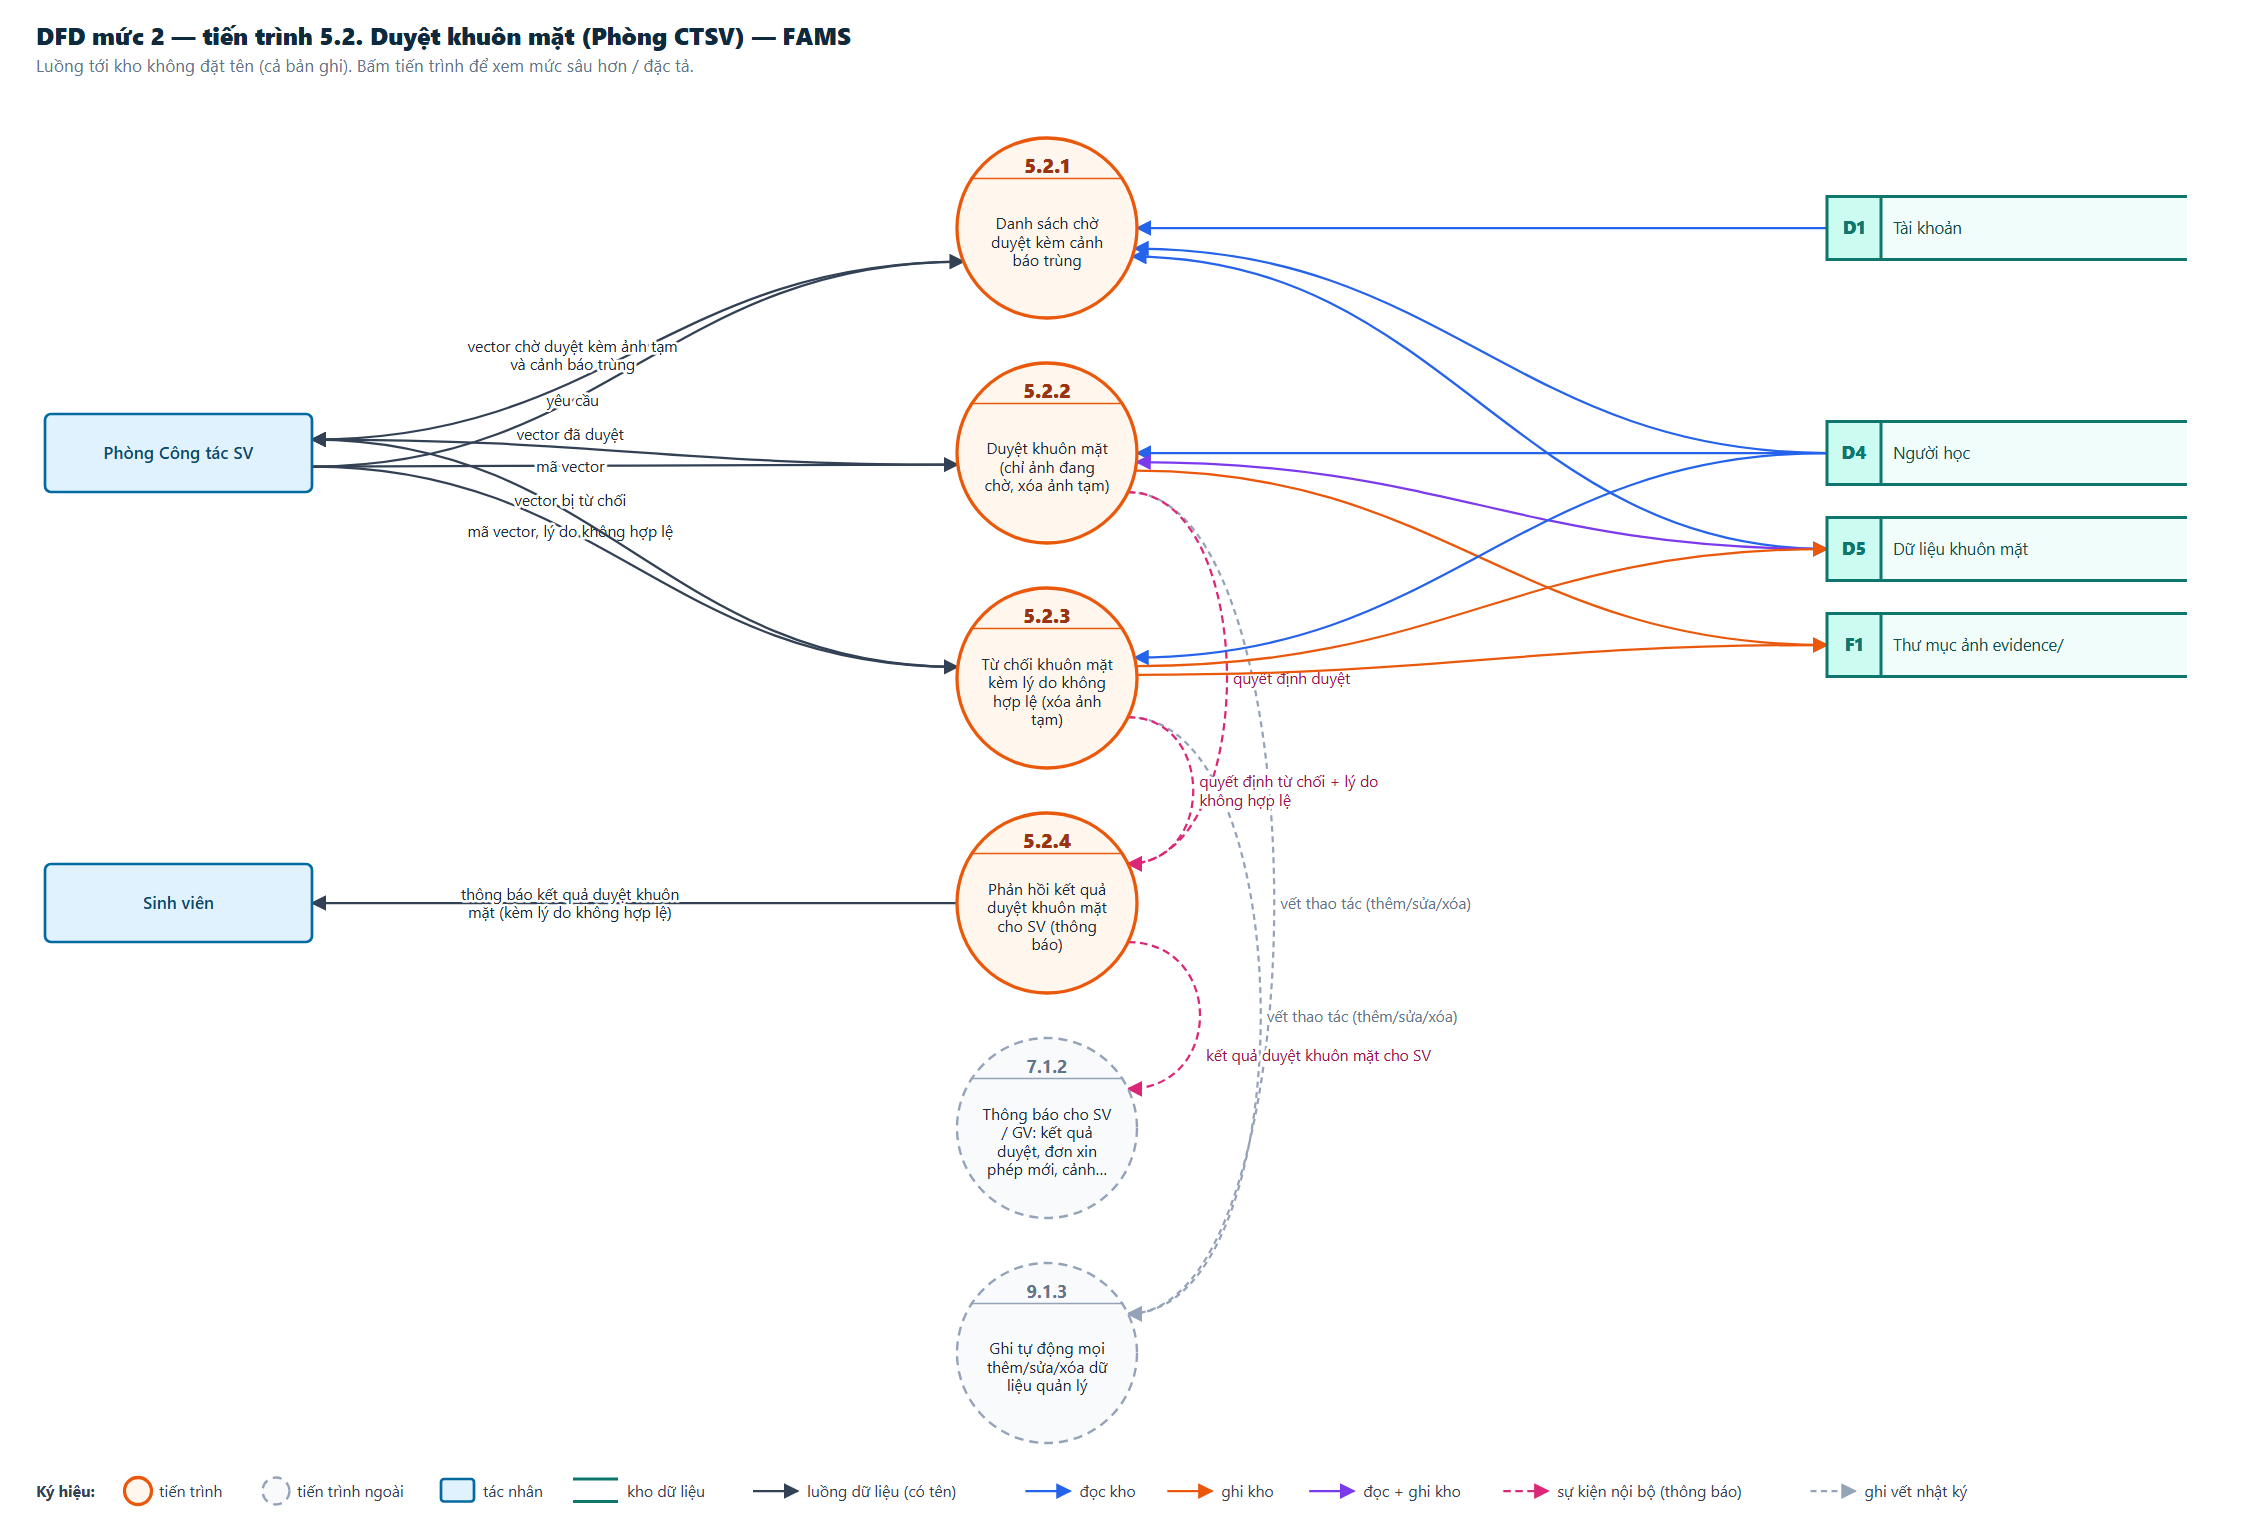 DFD mức 2 — tiến trình 5.2. Duyệt khuôn mặt (Phòng CTSV) — FAMS
Luồng tới kho không đặt tên (cả bản ghi). Bấm tiến trình để xem mức sâu hơn / đặc tả.
5.2.1
Danh sách chờ
duyệt kèm cảnh
báo trùng
D1
Tài khoản
vector chờ duyệt kèm ảnh tạm
và cảnh báo trùng
yêu cầu
vector đã duyệt
mã vector
vector bị từ chối
mã vector, lý do không hợp lệ
Phòng Công tác SV
5.2.2
Duyệt khuôn mặt
(chỉ ảnh đang
chờ, xóa ảnh tạm)
D4
Người học
D5
Dữ liệu khuôn mặt
F1
Thư mục ảnh evidence/
5.2.3
Từ chối khuôn mặt
kèm lý do không
hợp lệ (xóa ảnh
tạm)
quyết định duyệt
quyết định từ chối + lý do
không hợp lệ
5.2.4
Phản hồi kết quả
duyệt khuôn mặt
cho SV (thông
báo)
Sinh viên
thông báo kết quả duyệt khuôn
mặt (kèm lý do không hợp lệ)
vết thao tác (thêm/sửa/xóa)
vết thao tác (thêm/sửa/xóa)
kết quả duyệt khuôn mặt cho SV
7.1.2
Thông báo cho SV
/ GV: kết quả
duyệt, đơn xin
phép mới, cảnh...
9.1.3
Ghi tự động mọi
thêm/sửa/xóa dữ
liệu quản lý
Ký hiệu:
tiến trình
tiến trình ngoài
tác nhân
kho dữ liệu
luồng dữ liệu (có tên)
đọc kho
ghi kho
đọc + ghi kho
sự kiện nội bộ (thông báo)
ghi vết nhật ký